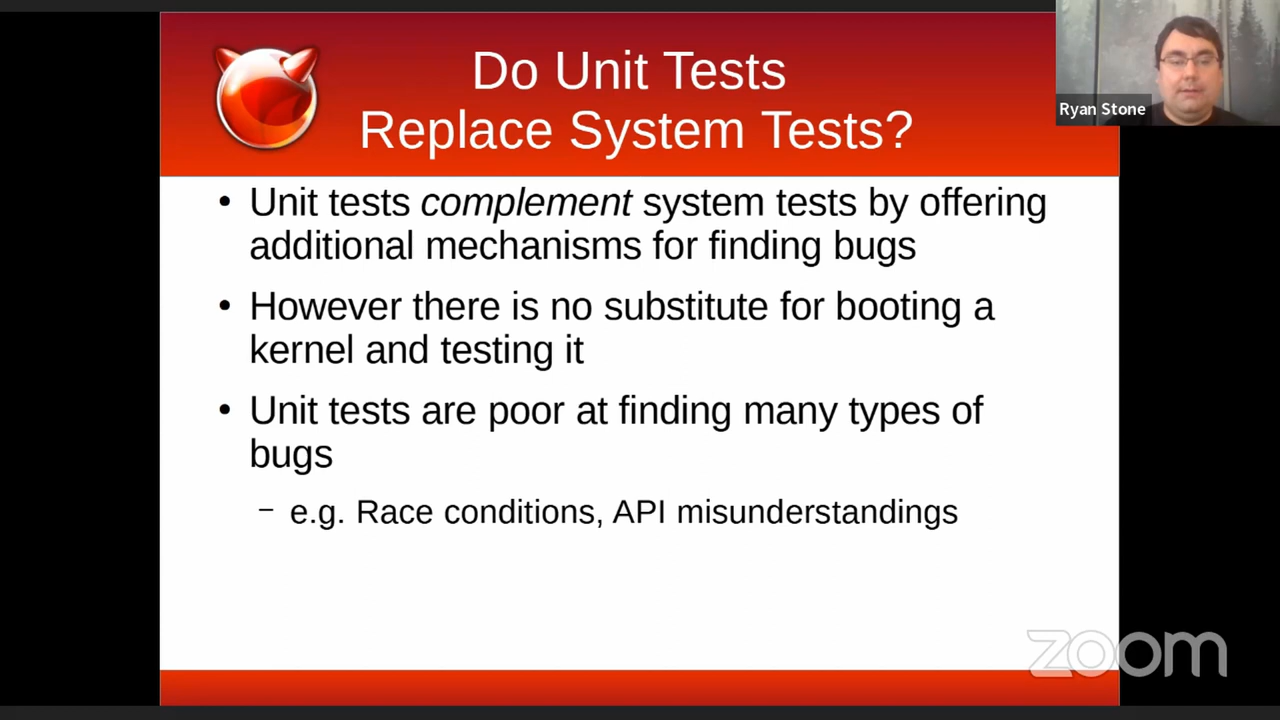 Do Unit Tests
Replace System Tests?
Ryan Stone
• Unit tests complement system tests by offering
additional mechanisms for finding bugs
• However there is no substitute for booting a
kernel and testing it
• Unit tests are poor at finding many types of
bugs
– e.g. Race conditions, API misunderstandings
zoom